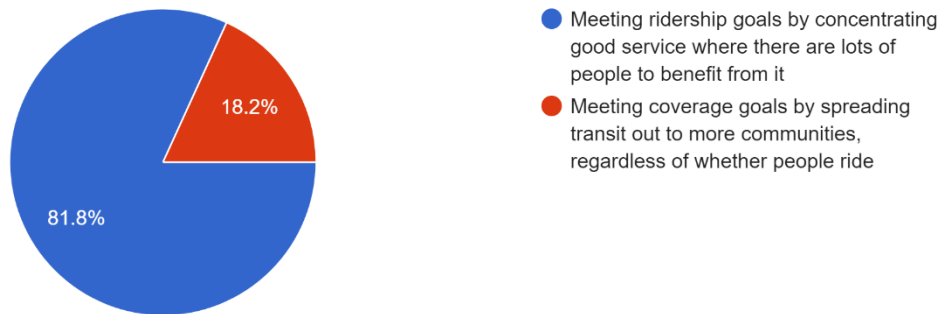 Meeting ridership goals by concentrating
good service where there are lots of
people to benefit from it
Meeting coverage goals by spreading
transit out to more communities,
regardless of whether people ride
18.2%
81.8%